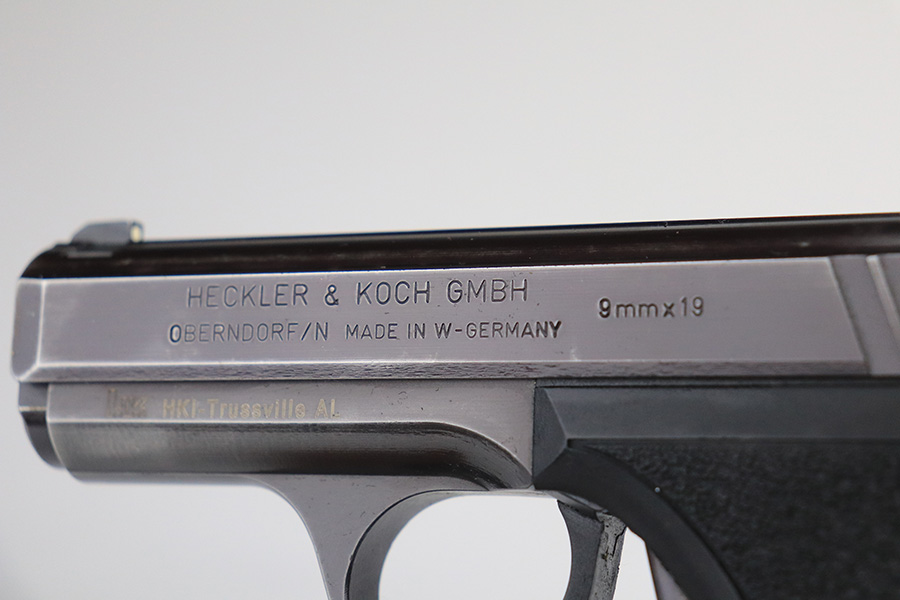 HECKLER & KOCH GMBH
OBERNDORF/N MADE IN W-GERMANY
9mmx19
HKI Trussville AL